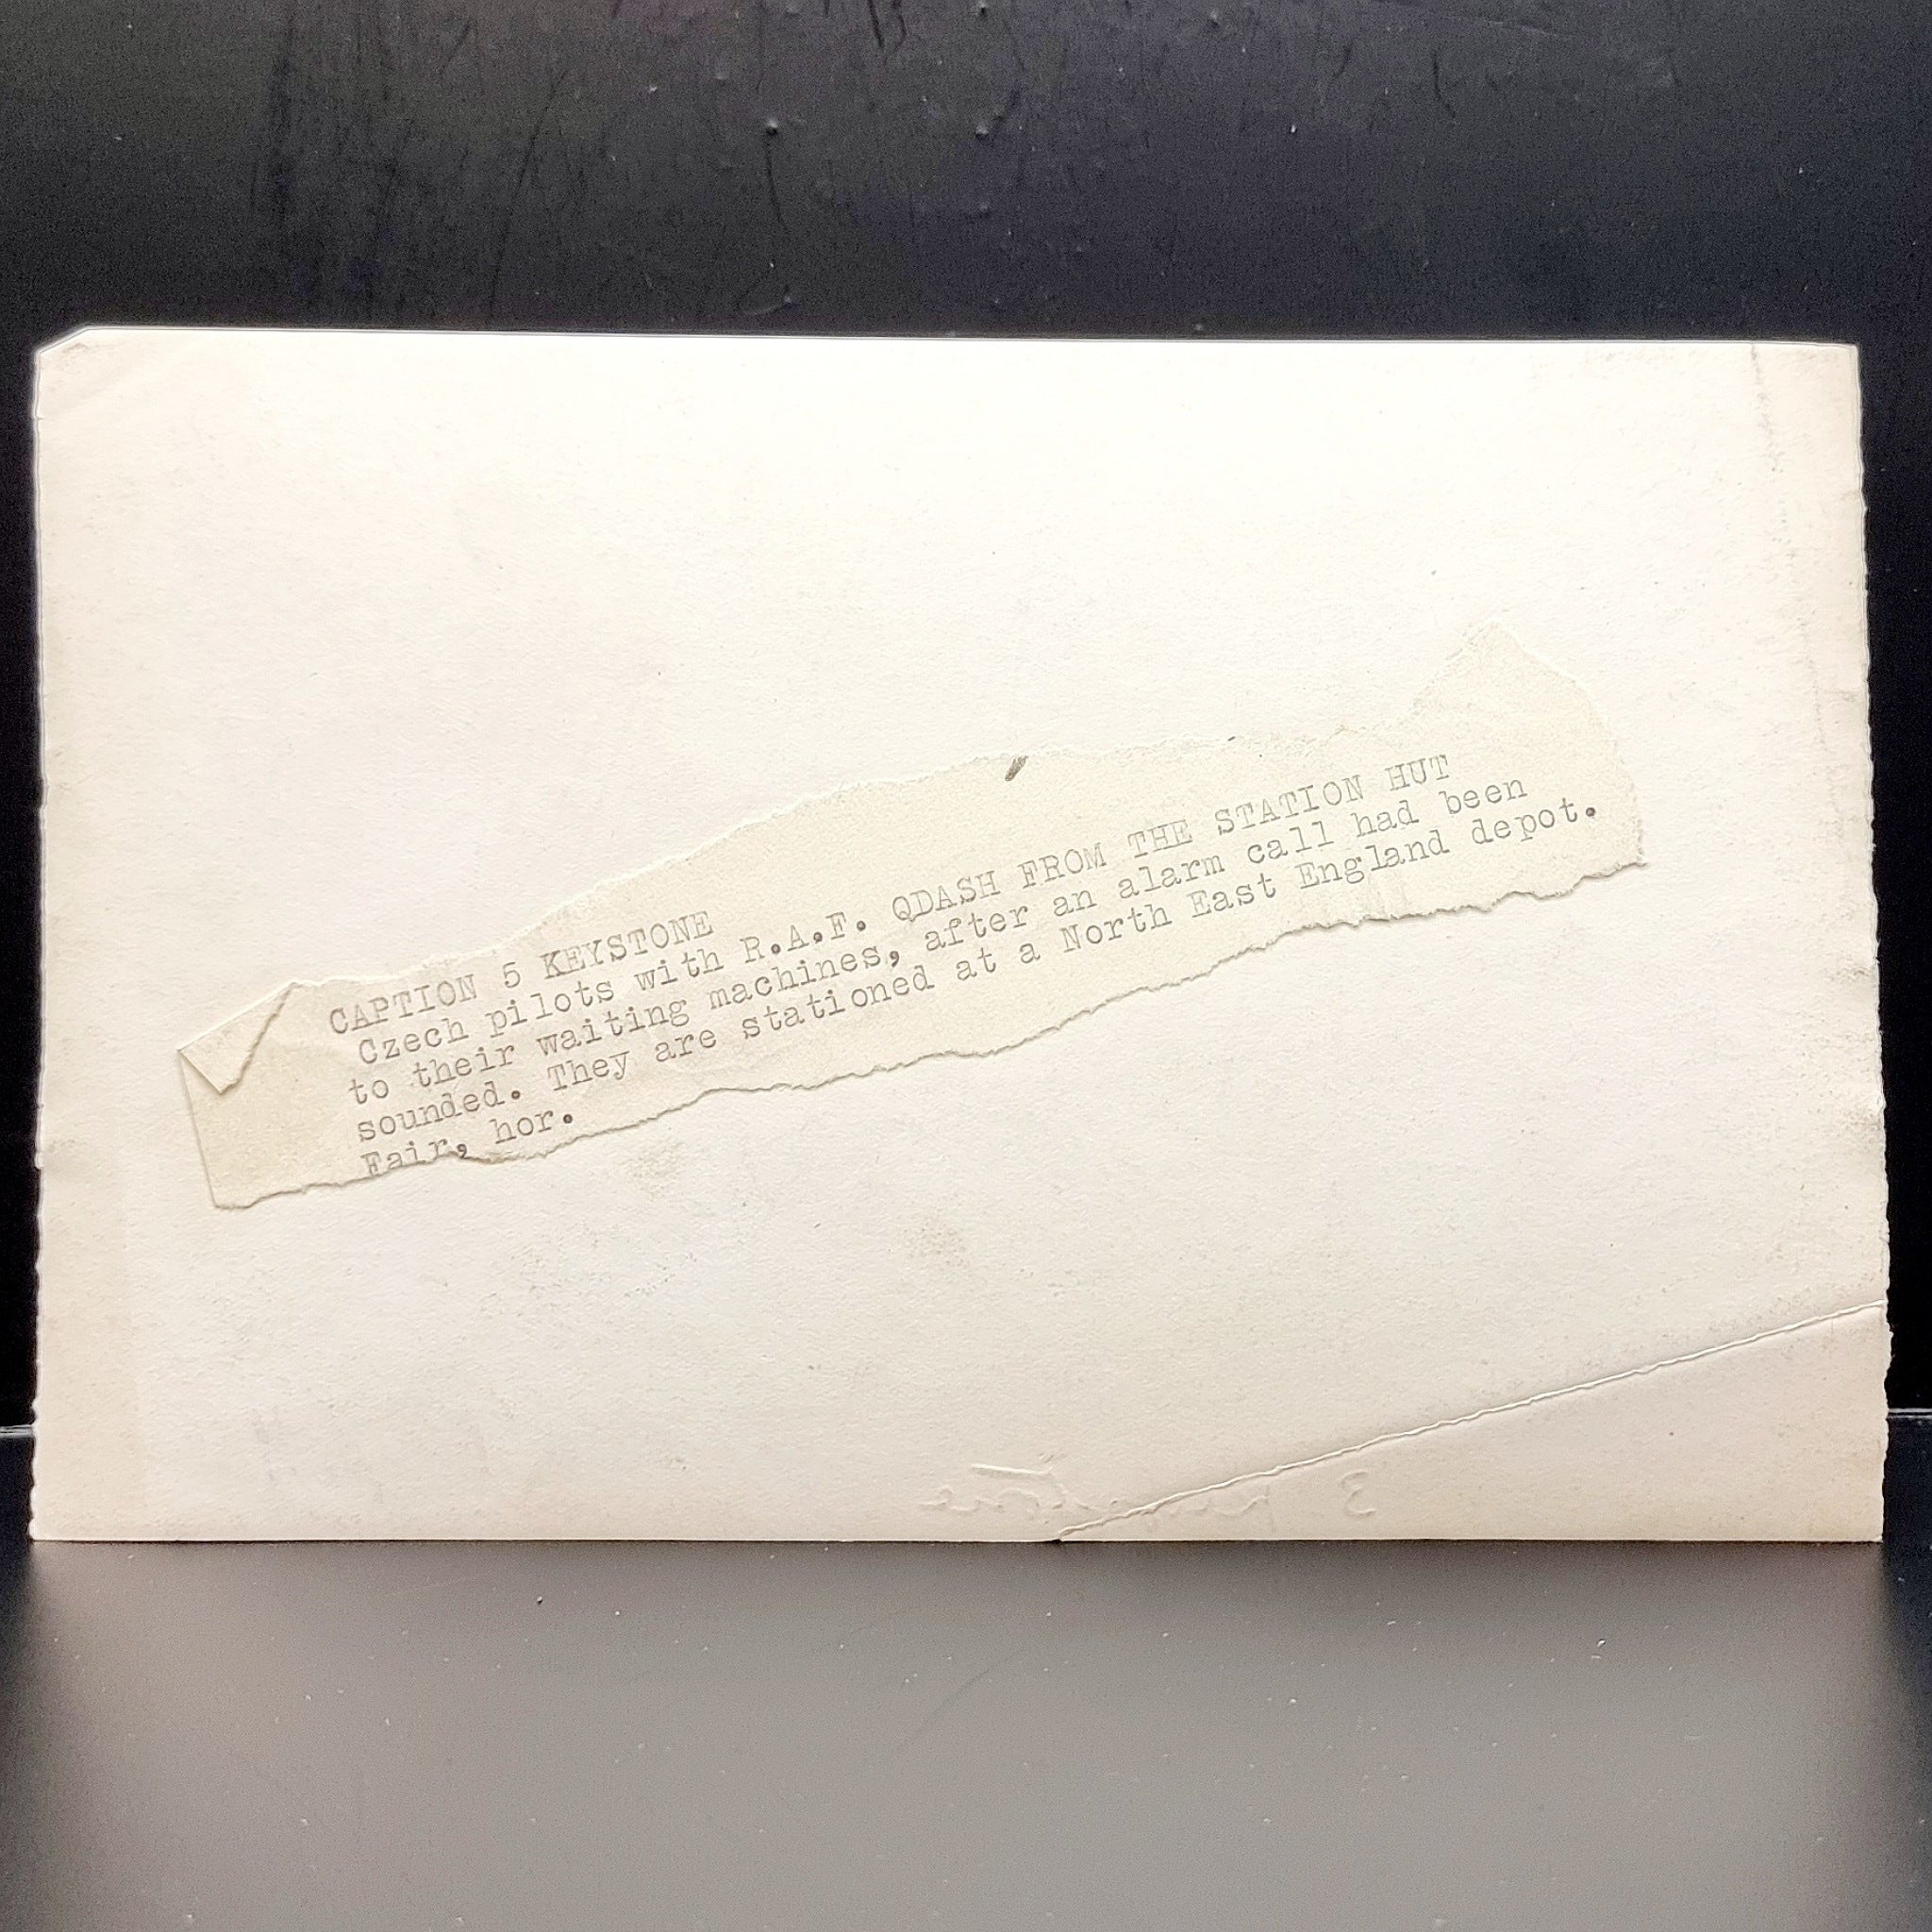 CAPTION 5 KEYSTONE
Czech pilots with R.A.F. QDASH FROM THE STATION HUT
to their waiting machines, after an alarm call had been
sounded. They are stationed at a North East England depot.
Fair, hor.